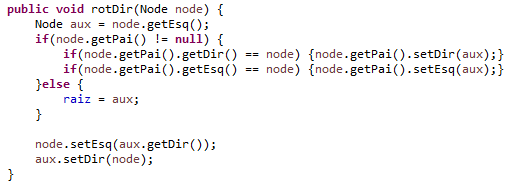 public void rotDir(Node node) {
    Node aux = node.getEsq();
    if(node.getPai() != null) {
        if(node.getPai().getDir() == node) {node.getPai().setDir(aux);}
        if(node.getPai().getEsq() == node) {node.getPai().setEsq(aux);}
    }else {
        raiz = aux;
    }

    node.setEsq(aux.getDir());
    aux.setDir(node);
}